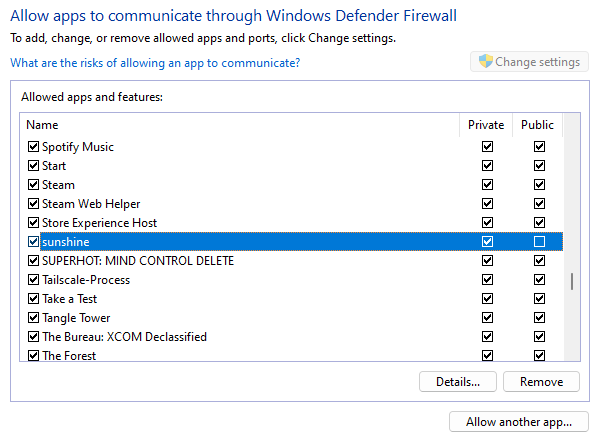 Allow apps to communicate through Windows Defender Firewall
To add, change, or remove allowed apps and ports, click Change settings.
What are the risks of allowing an app to communicate?
Change settings
Allowed apps and features:
Name Private Public
Spotify Music
Start
Steam
Steam Web Helper
Store Experience Host
sunshine
SUPERHOT: MIND CONTROL DELETE
Tailscale-Process
Take a Test
Tangle Tower
The Bureau: XCOM Declassified
The Forest
Details... Remove
Allow another app...